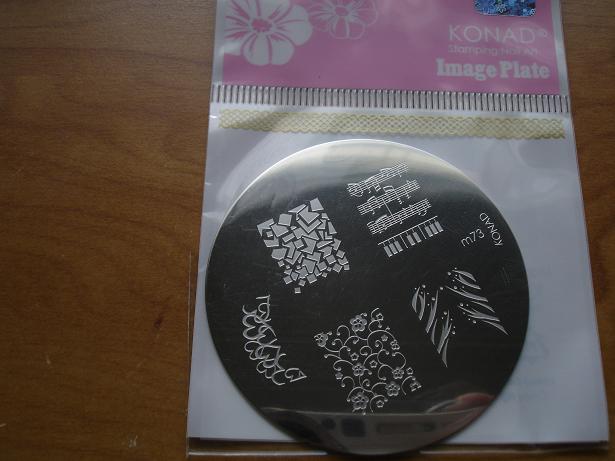 KONAD®
Stamping Nail Art
Image Plate
m73 KONAD